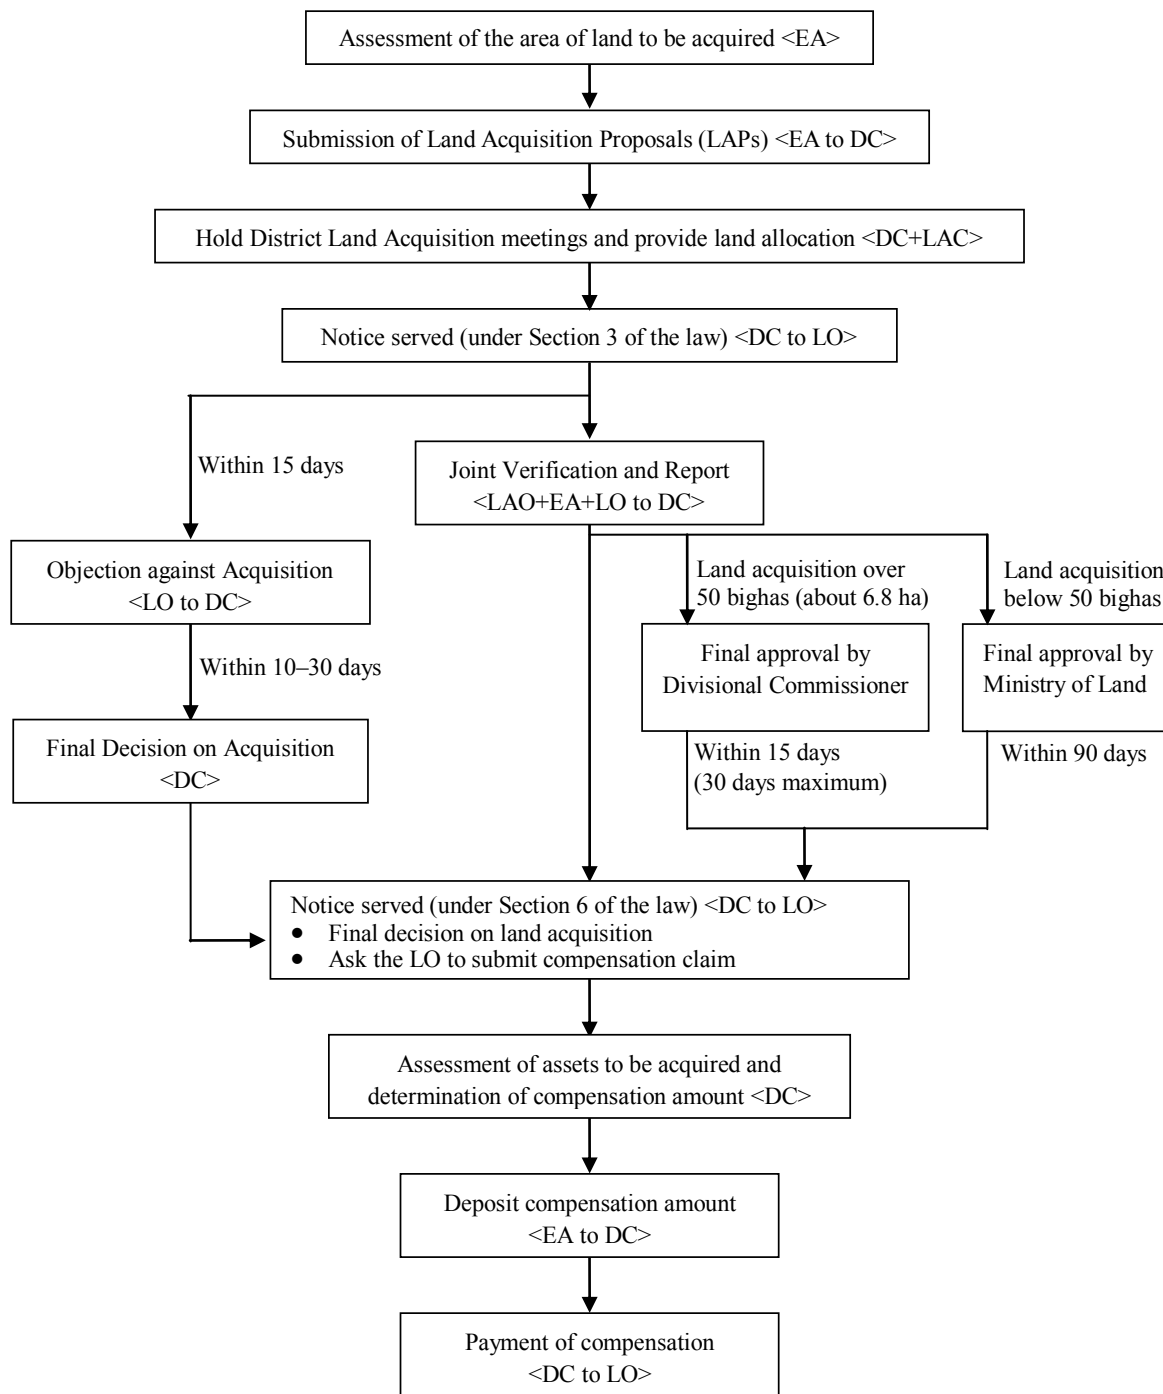 Assessment of the area of land to be acquired <EA>
Submission of Land Acquisition Proposals (LAPs) <EA to DC>
Hold District Land Acquisition meetings and provide land allocation <DC+LAC>
Notice served (under Section 3 of the law) <DC to LO>
Within 15 days
Joint Verification and Report
<LAO+EA+LO to DC>
Objection against Acquisition
<LO to DC>
Land acquisition over
50 bighas (about 6.8 ha)
Land acquisition
below 50 bighas
Within 10–30 days
Final approval by
Divisional Commissioner
Final approval by
Ministry of Land
Final Decision on Acquisition
<DC>
Within 15 days
(30 days maximum)
Within 90 days
Notice served (under Section 6 of the law) <DC to LO>
• Final decision on land acquisition
• Ask the LO to submit compensation claim
Assessment of assets to be acquired and
determination of compensation amount <DC>
Deposit compensation amount
<EA to DC>
Payment of compensation
<DC to LO>